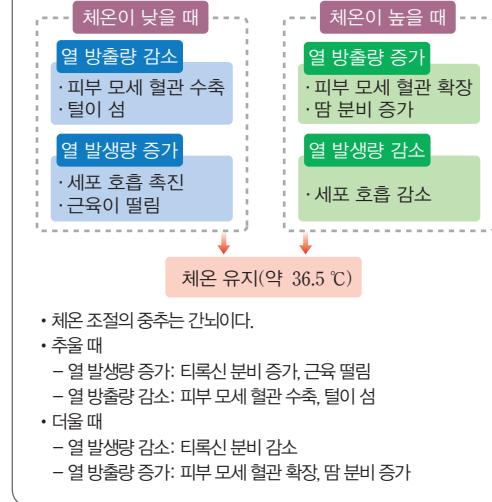 체온이 낮을 때
열 방출량 감소
· 피부 모세 혈관 수축
· 털이 섬
열 발생량 증가
· 세포 호흡 촉진
· 근육이 떨림
체온이 높을 때
열 방출량 증가
· 피부 모세 혈관 확장
· 땀 분비 증가
열 발생량 감소
· 세포 호흡 감소
체온 유지(약 36.5 ℃)
• 체온 조절의 중추는 간뇌이다.
• 추울 때
– 열 발생량 증가: 티록신 분비 증가, 근육 떨림
– 열 방출량 감소: 피부 모세 혈관 수축, 털이 섬
• 더울 때
– 열 발생량 감소: 티록신 분비 감소
– 열 방출량 증가: 피부 모세 혈관 확장, 땀 분비 증가